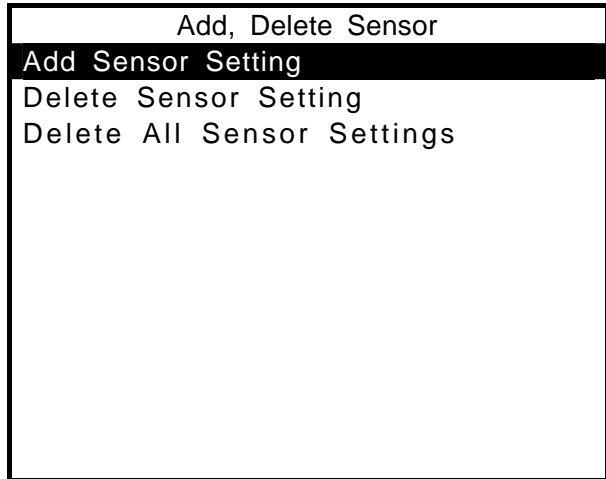 Add, Delete Sensor
Add Sensor Setting
Delete Sensor Setting
Delete All Sensor Settings